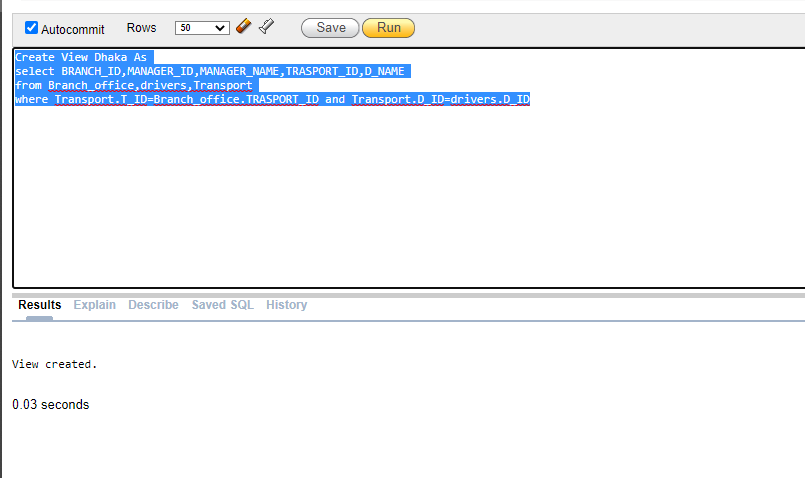 Autocommit Rows 50 Save Run
Create View Dhaka As
select BRANCH_ID,MANAGER_ID,MANAGER_NAME,TRASPORT_ID,D_NAME
from Branch_office,drivers,Transport
where Transport.T_ID=Branch_office.TRASPORT_ID and Transport.D_ID=drivers.D_ID
Results Explain Describe Saved SQL History
View created.
0.03 seconds